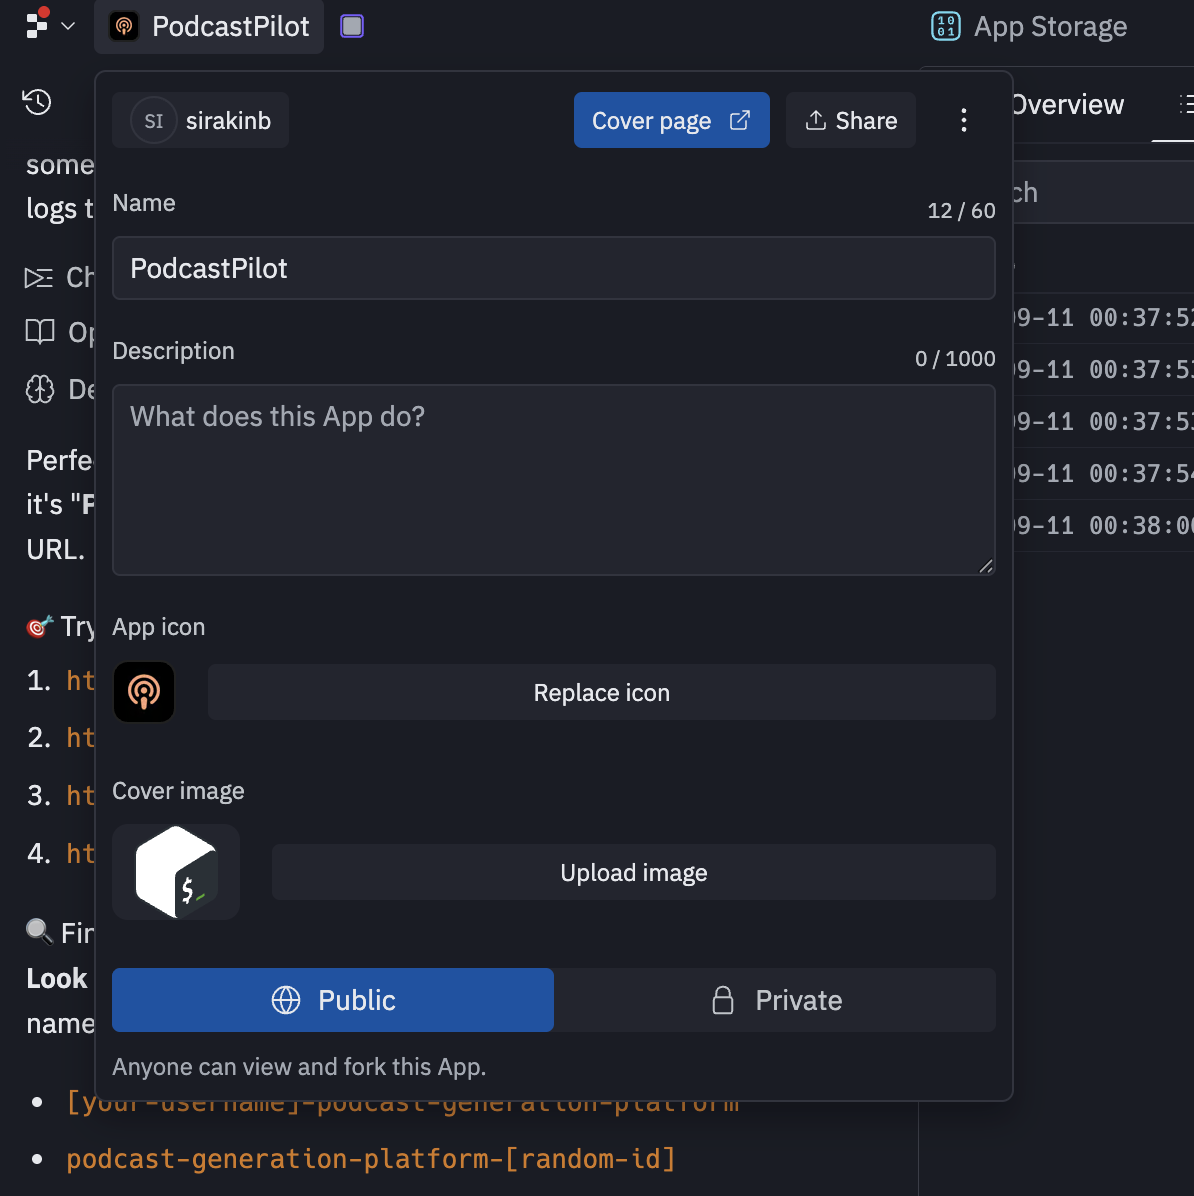 PodcastPilot
App Storage
SI sirakinb
Cover page
Share
Overview
some
logs t
Name
12 / 60
ch
PodcastPilot
Ch
Op
De
Description
0 / 1000
What does this App do?
09-11 00:37:52
09-11 00:37:53
09-11 00:37:53
09-11 00:37:54
09-11 00:38:00
Perfe
it's "P
URL.
Try
App icon
1. ht
Replace icon
2. ht
3. ht
Cover image
4. ht
$
Upload image
Fin
Look
name
Public
Private
Anyone can view and fork this App.
[your-username]-podcast-generation-platform
podcast-generation-platform-[random-id]